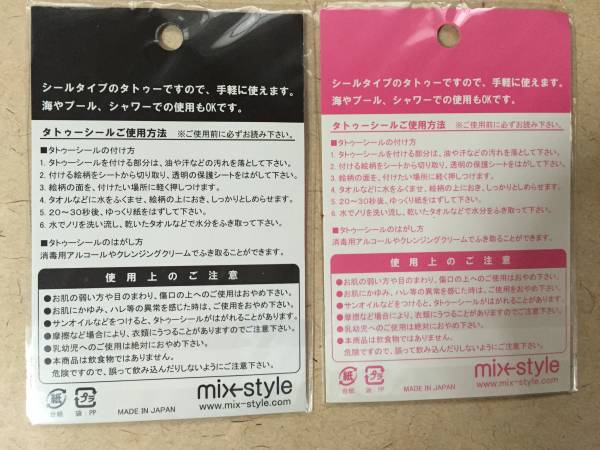 シールタイプのタトゥーですので、手軽に使えます。
海やプール、シャワーでの使用もOKです。
タトゥーシールご使用方法 ※ご使用前に必ずお読み下さい。
■タトゥーシールの付け方
1. タトゥーシールを付ける部分は、油や汗などの汚れを落として下さい。
2. 付ける絵柄をシートから切り取り、透明の保護シートをはがして下さい。
3. 絵柄の面を、付けたい場所に軽く押しつけます。
4. タオルなどに水をふくませ、絵柄の上におき、しっかりとしめらせます。
5. 20〜30秒後、ゆっくり紙をはずして下さい。
6. 水でノリを洗い流し、乾いたタオルなどで水分をふき取って下さい。
■タトゥーシールのはがし方
消毒用アルコールやクレンジングクリームでふき取ることができます。
使用上のご注意
●お肌の弱い方や目のまわり、傷口の上へのご使用はおやめ下さい。
●お肌にかゆみ、ハレ等の異常を感じた時は、ご使用をおやめ下さい。
●サンオイルなどをつけると、タトゥーシールがはがれることがあります。
●摩擦など場合により、衣類にうつることがありますのでご注意下さい。
●乳幼児へのご使用は絶対におやめ下さい。
●本商品は飲食物ではありません。
危険ですので、誤って飲み込んだりしないようにご注意下さい。
紙
台紙
プラ
袋:PP
MADE IN JAPAN
mix-style
www.mix-style.com
シールタイプのタトゥーですので、手軽に使えます。
海やプール、シャワーでの使用もOKです。
タトゥーシールご使用方法 ※ご使用前に必ずお読み下さい。
■タトゥーシールの付け方
1. タトゥーシールを付ける部分は、油や汗などの汚れを落として下さい。
2. 付ける絵柄をシートから切り取り、透明の保護シートをはがして下さい。
3. 絵柄の面を、付けたい場所に軽く押しつけます。
4. タオルなどに水をふくませ、絵柄の上におき、しっかりとしめらせます。
5. 20〜30秒後、ゆっくり紙をはずして下さい。
6. 水でノリを洗い流し、乾いたタオルなどで水分をふき取って下さい。
■タトゥーシールのはがし方
消毒用アルコールやクレンジングクリームでふき取ることができます。
使用上のご注意
●お肌の弱い方や目のまわり、傷口の上へのご使用はおやめ下さい。
●お肌にかゆみ、ハレ等の異常を感じた時は、ご使用をおやめ下さい。
●サンオイルなどをつけると、タトゥーシールがはがれることがあります。
●摩擦など場合により、衣類にうつることがありますのでご注意下さい。
●乳幼児へのご使用は絶対におやめ下さい。
●本商品は飲食物ではありません。
危険ですので、誤って飲み込んだりしないようにご注意下さい。
紙
台紙
プラ
袋:PP
MADE IN JAPAN
mix-style
www.mix-style.com